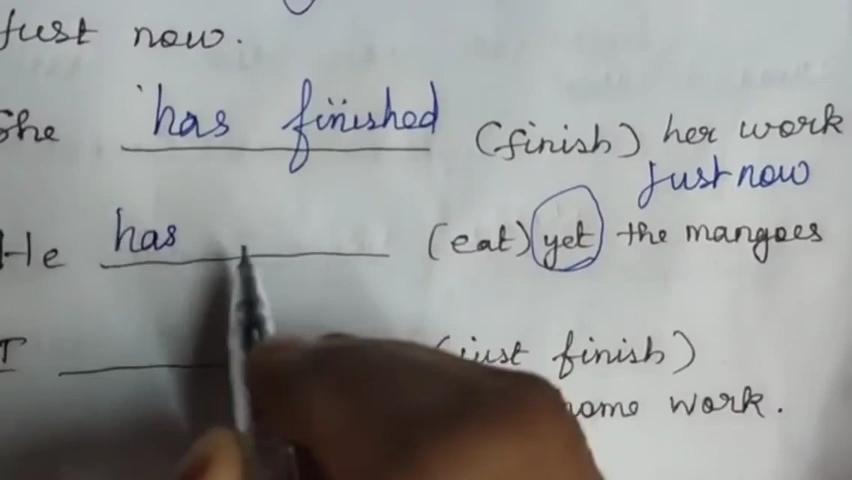 Just now.
She has finished (finish) her work
Just now
He has (eat) yet the mangoes
I (just finish)
work.